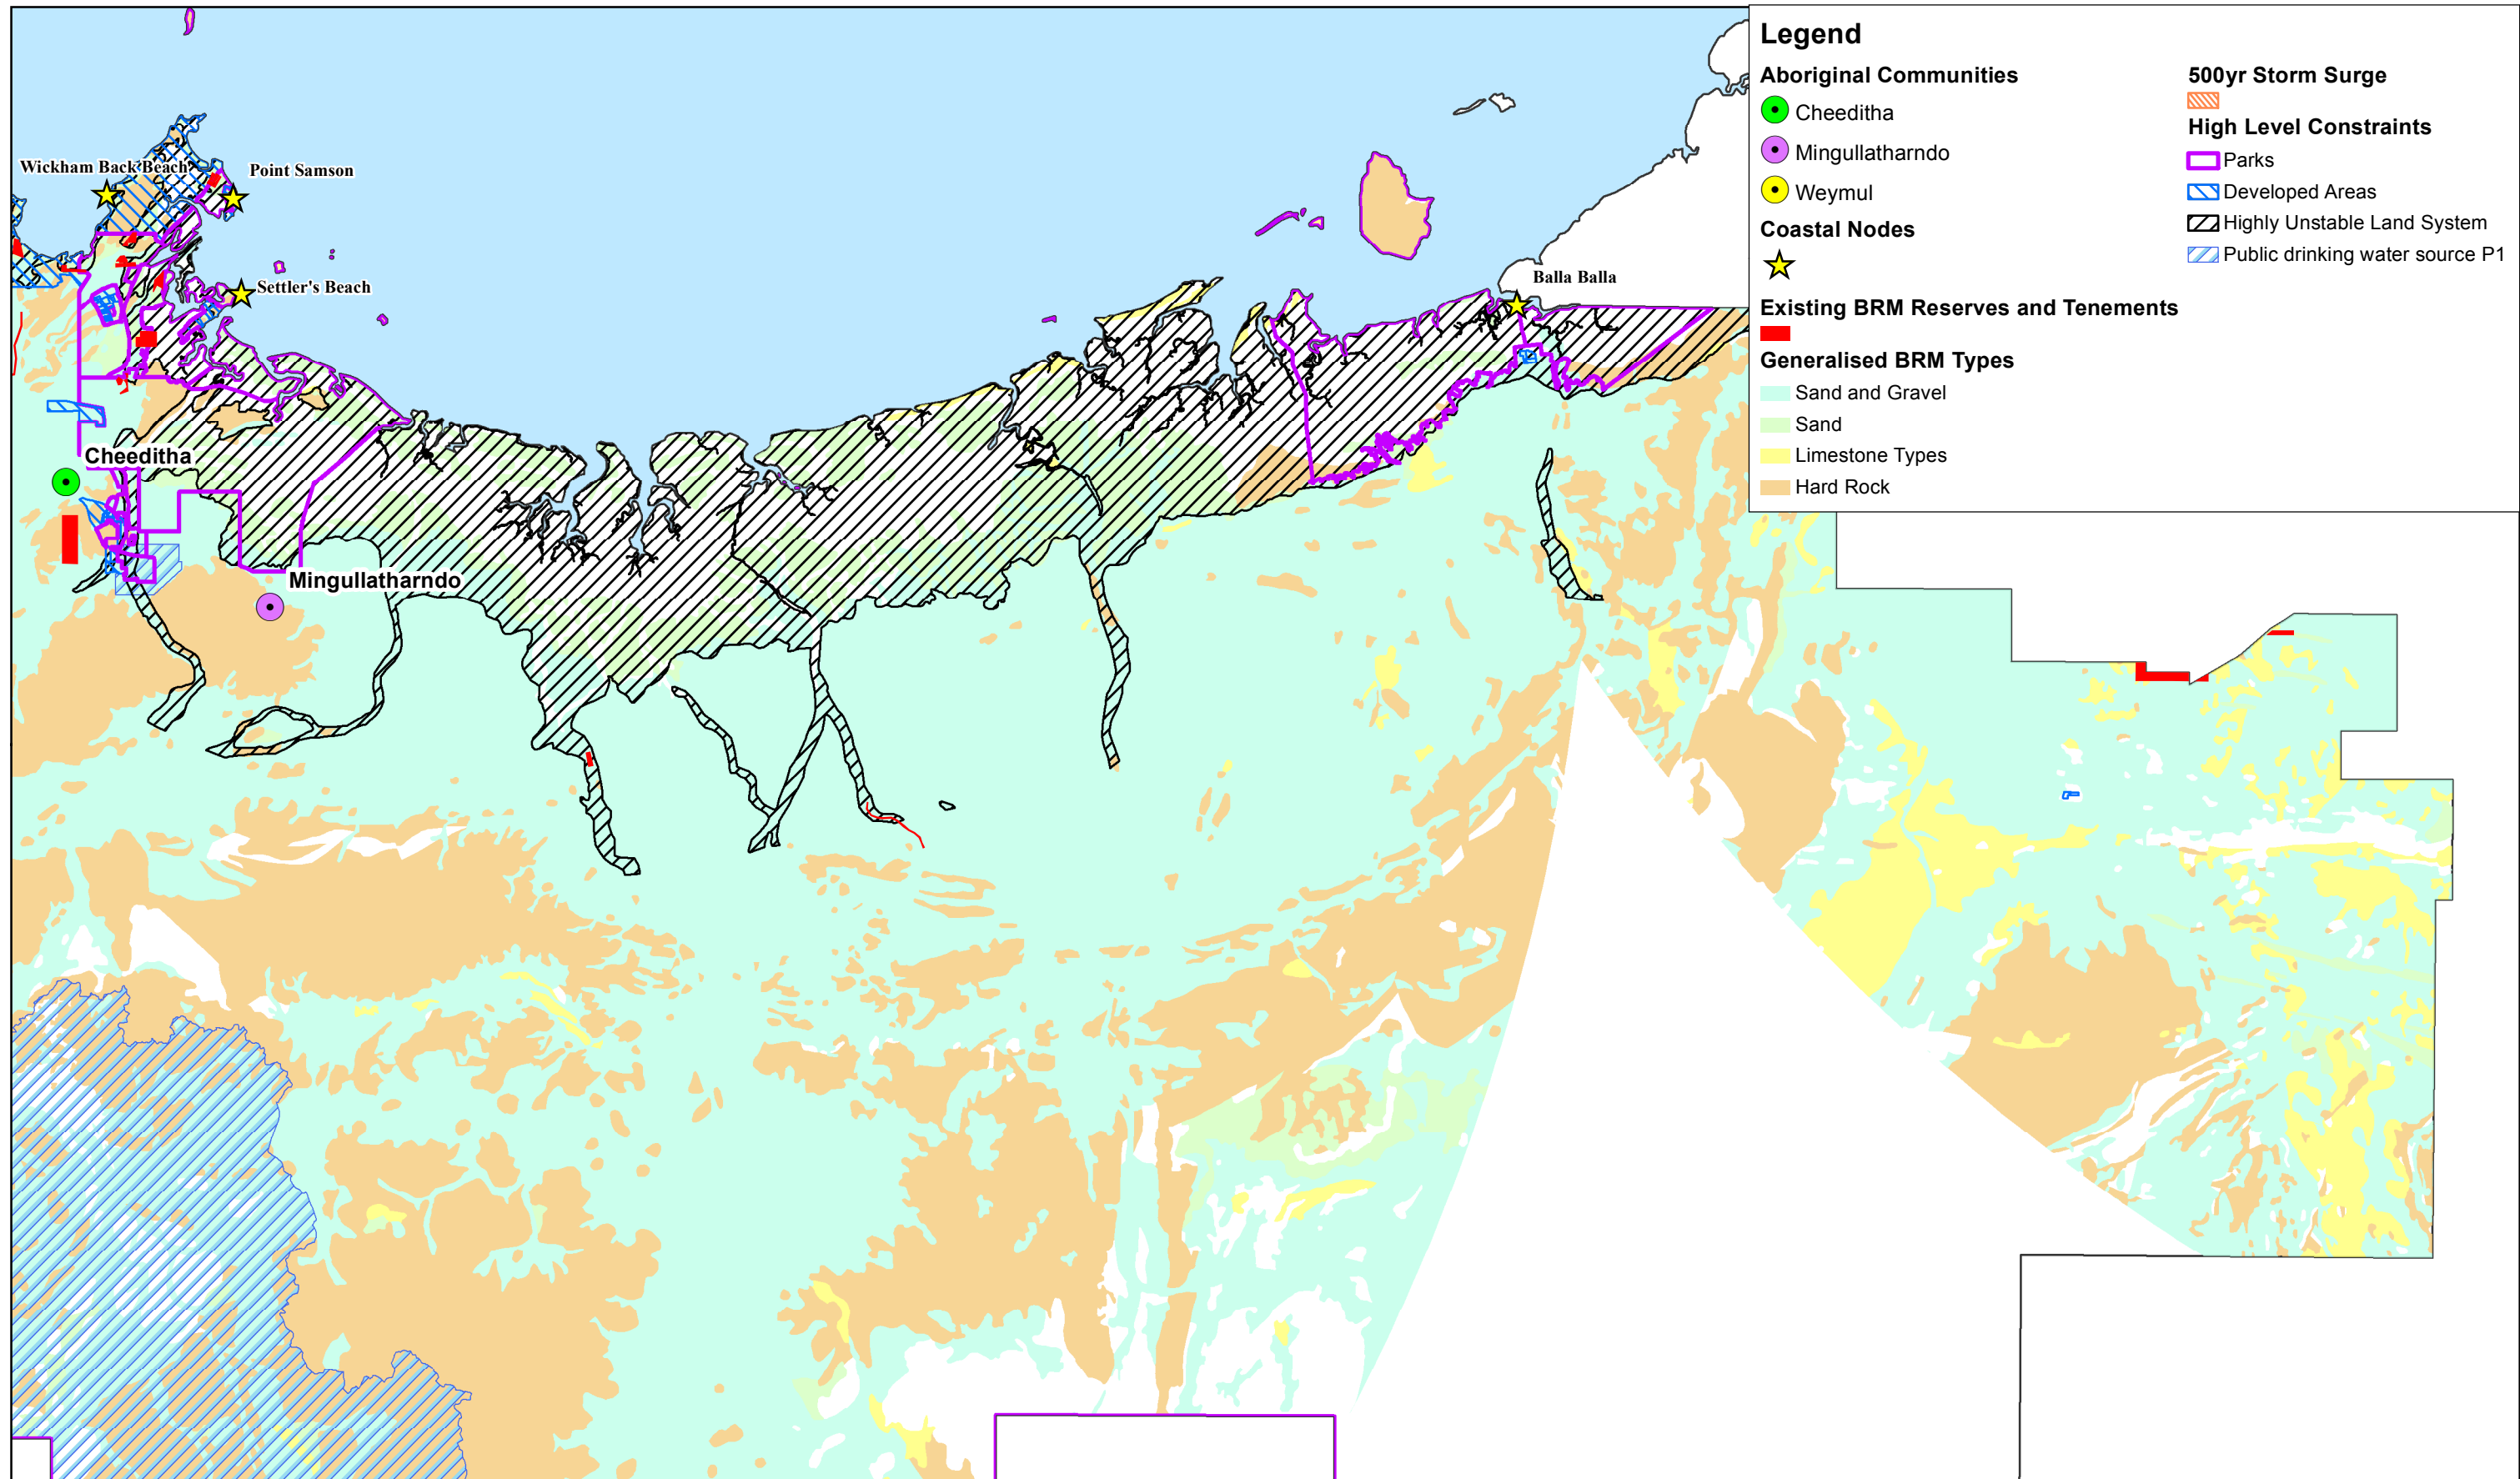 Legend
Aboriginal Communities
Cheeditha
Mingullatharndo
Weymul
Coastal Nodes
Existing BRM Reserves and Tenements
Generalised BRM Types
Sand and Gravel
Sand
Limestone Types
Hard Rock
500yr Storm Surge
High Level Constraints
Parks
Developed Areas
Highly Unstable Land System
Public drinking water source P1
Wickham Back Beach
Point Samson
Settler's Beach
Balla Balla
Cheeditha
Mingullatharndo